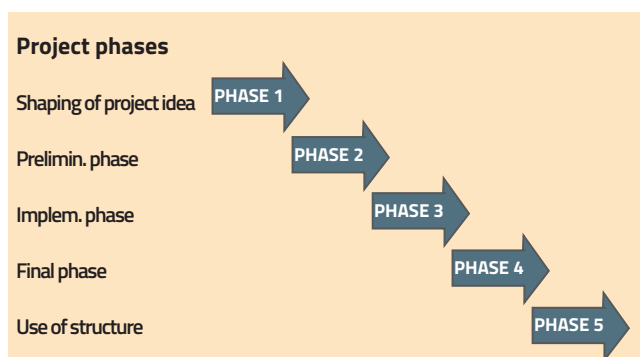 Project phases
Shaping of project idea PHASE 1
Prelimin. phase PHASE 2
Implem. phase PHASE 3
Final phase PHASE 4
Use of structure PHASE 5